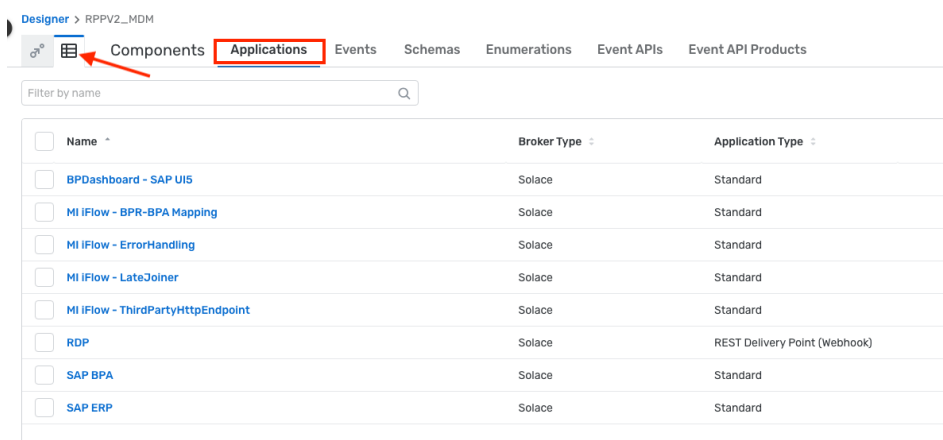 Designer > RPPV2_MDM
Components Applications Events Schemas Enumerations Event APIs Event API Products
Filter by name
Name Broker Type Application Type
BPDashboard - SAP UI5 Solace Standard
MI iFlow - BPR-BPA Mapping Solace Standard
MI iFlow - ErrorHandling Solace Standard
MI iFlow - LateJoiner Solace Standard
MI iFlow - ThirdPartyHttpEndpoint Solace Standard
RDP Solace REST Delivery Point (Webhook)
SAP BPA Solace Standard
SAP ERP Solace Standard